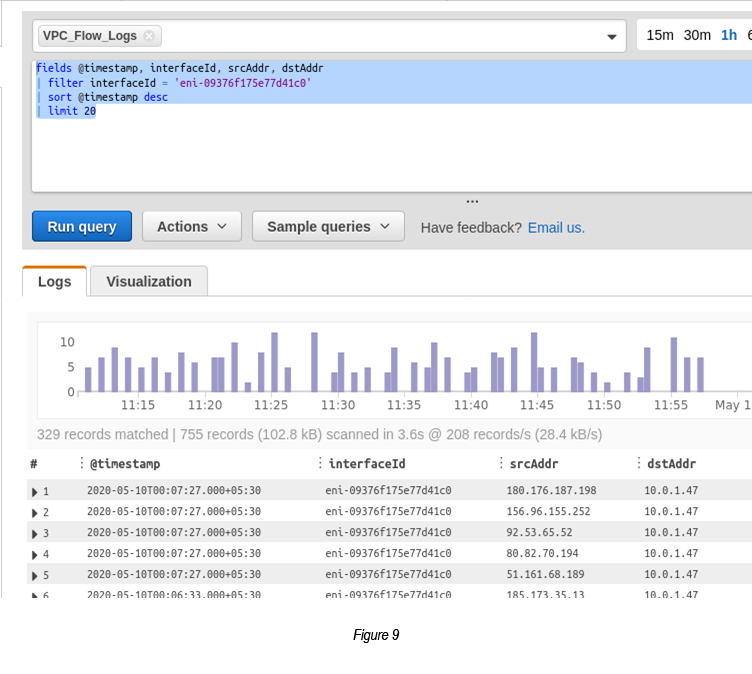 VPC_Flow_Logs
15m 30m 1h
fields @timestamp, interfaceId, srcAddr, dstAddr
| filter interfaceId = 'eni-09376f175e77d41c0'
| sort @timestamp desc
| limit 20
Run query Actions Sample queries Have feedback? Email us.
Logs Visualization
10
5
0
11:15 11:20 11:25 11:30 11:35 11:40 11:45 11:50 11:55 May
329 records matched | 755 records (102.8 kB) scanned in 3.6s @ 208 records/s (28.4 kB/s)
# @timestamp interfaceId srcAddr dstAddr
1 2020-05-10T00:07:27.000+05:30 eni-09376f175e77d41c0 180.176.187.198 10.0.1.47
2 2020-05-10T00:07:27.000+05:30 eni-09376f175e77d41c0 156.96.155.252 10.0.1.47
3 2020-05-10T00:07:27.000+05:30 eni-09376f175e77d41c0 92.53.65.52 10.0.1.47
4 2020-05-10T00:07:27.000+05:30 eni-09376f175e77d41c0 80.82.70.194 10.0.1.47
5 2020-05-10T00:07:27.000+05:30 eni-09376f175e77d41c0 51.161.68.189 10.0.1.47
6 2020-05-10T00:06:33.000+05:30 eni-09376f175e77d41c0 185.173.35.13 10.0.1.47
Figure 9